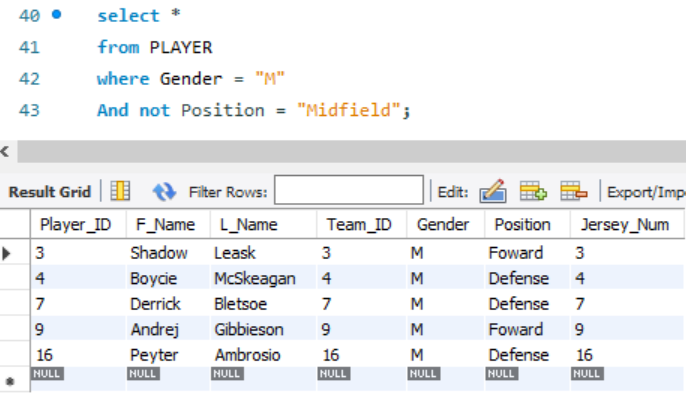 40 select *
41 from PLAYER
42 where Gender = "M"
43 And not Position = "Midfield";
Result Grid Filter Rows: Edit: Export/Impo
Player_ID F_Name L_Name Team_ID Gender Position Jersey_Num
3 Shadow Leask 3 M Foward 3
4 Boycie McSkeagan 4 M Defense 4
7 Derrick Bletsoe 7 M Defense 7
9 Andrej Gibbieson 9 M Foward 9
16 Peyter Ambrosio 16 M Defense 16
NULL NULL NULL NULL NULL NULL NULL